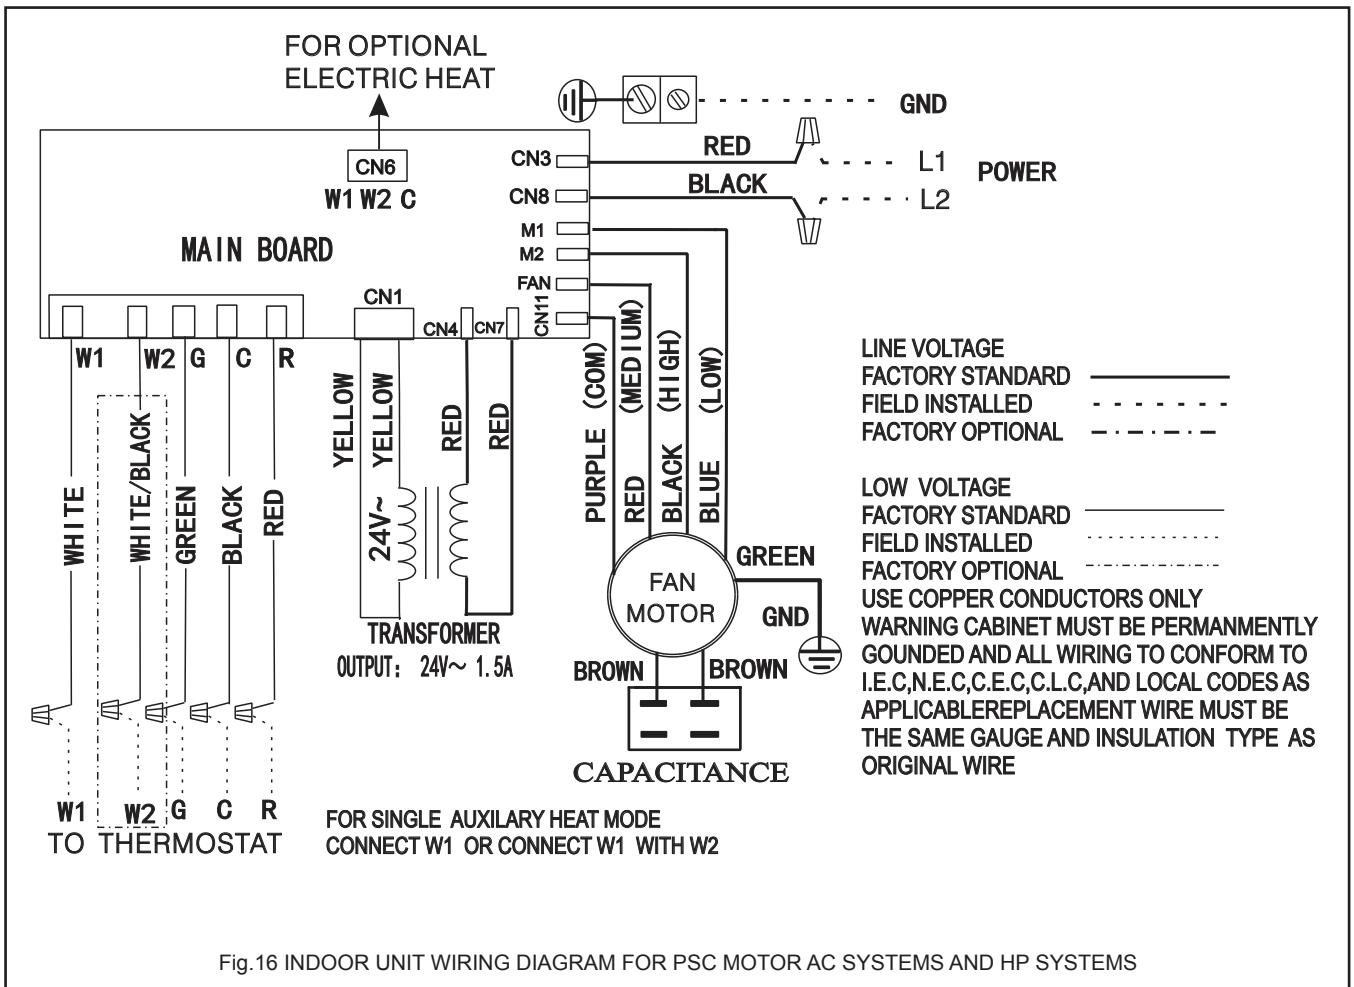 FOR OPTIONAL
ELECTRIC HEAT
GND
CN3
RED
L1
POWER
CN6
CN8
BLACK
L2
W1 W2 C
M1
MAIN BOARD
M2
FAN
CN1
CN11
CN4
CN7
W1
W2
G
C
R
YELLOW
YELLOW
RED
RED
PURPLE (COM)
RED (MEDIUM)
BLACK (HIGH)
BLUE (LOW)
WHITE
WHITE/BLACK
GREEN
BLACK
RED
24V~
LINE VOLTAGE
FACTORY STANDARD
FIELD INSTALLED
FACTORY OPTIONAL
LOW VOLTAGE
FACTORY STANDARD
FIELD INSTALLED
FACTORY OPTIONAL
USE COPPER CONDUCTORS ONLY
WARNING CABINET MUST BE PERMANMENTLY
GOUNDED AND ALL WIRING TO CONFORM TO
I.E.C,N.E.C,C.E.C,C.L.C,AND LOCAL CODES AS
APPLICABLEREPLACEMENT WIRE MUST BE
THE SAME GAUGE AND INSULATION TYPE AS
ORIGINAL WIRE
FAN
MOTOR
GREEN
GND
TRANSFORMER
OUTPUT: 24V~ 1.5A
BROWN
BROWN
CAPACITANCE
W1
W2
G
C
R
TO THERMOSTAT
FOR SINGLE AUXILARY HEAT MODE
CONNECT W1 OR CONNECT W1 WITH W2
Fig.16 INDOOR UNIT WIRING DIAGRAM FOR PSC MOTOR AC SYSTEMS AND HP SYSTEMS